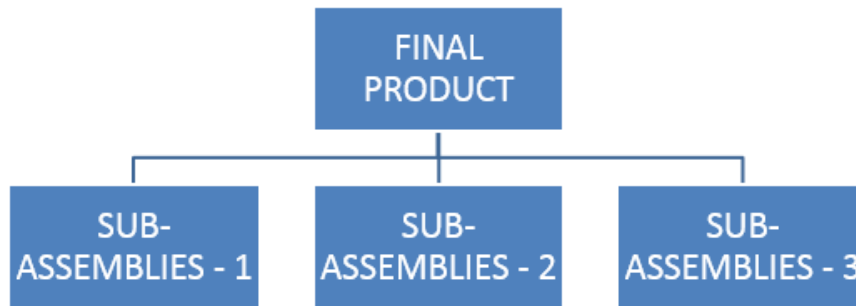 FINAL
PRODUCT
SUB-
ASSEMBLIES - 1
SUB-
ASSEMBLIES - 2
SUB-
ASSEMBLIES - 3